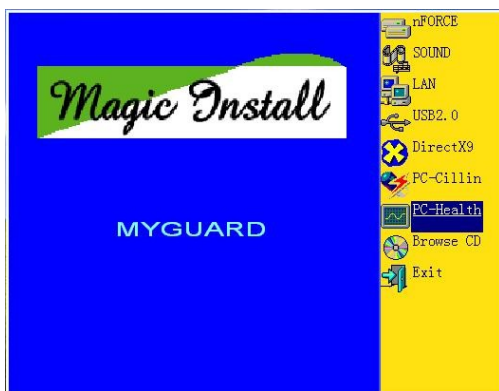 Magic Install
MYGUARD
nFORCE
SOUND
LAN
USB2.0
DirectX9
PC-Cillin
PC-Health
Browse CD
Exit